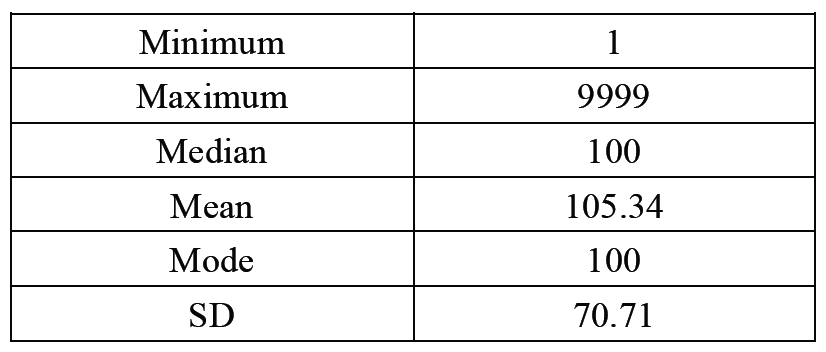 Minimum 1
Maximum 9999
Median 100
Mean 105.34
Mode 100
SD 70.71